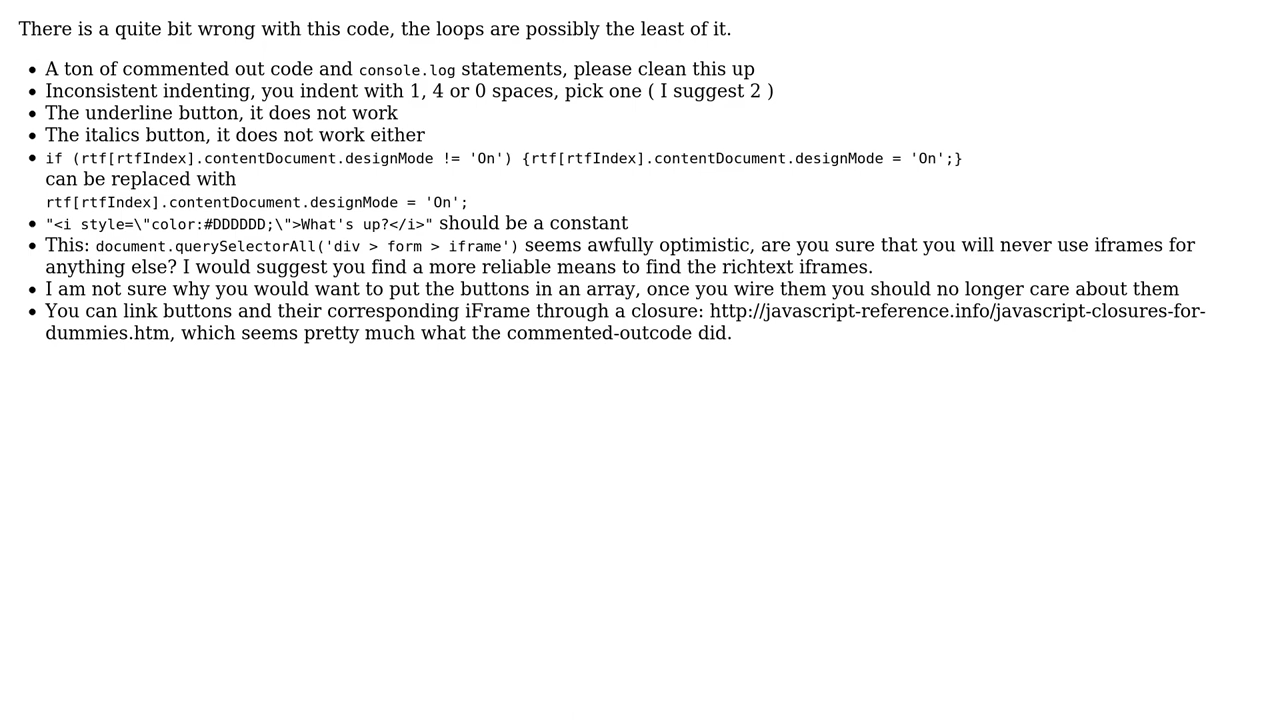 There is a quite bit wrong with this code, the loops are possibly the least of it.
• A ton of commented out code and console.log statements, please clean this up
• Inconsistent indenting, you indent with 1, 4 or 0 spaces, pick one ( I suggest 2 )
• The underline button, it does not work
• The italics button, it does not work either
• if (rtf[rtfIndex].contentDocument.designMode != 'On') {rtf[rtfIndex].contentDocument.designMode = 'On';}
can be replaced with
rtf[rtfIndex].contentDocument.designMode = 'On';
• "<i style=\"color:#DDDDDD;\">What's up?</i>" should be a constant
• This: document.querySelectorAll('div > form > iframe') seems awfully optimistic, are you sure that you will never use iframes for
anything else? I would suggest you find a more reliable means to find the richtext iframes.
• I am not sure why you would want to put the buttons in an array, once you wire them you should no longer care about them
• You can link buttons and their corresponding iFrame through a closure: http://javascript-reference.info/javascript-closures-for-
dummies.htm, which seems pretty much what the commented-outcode did.